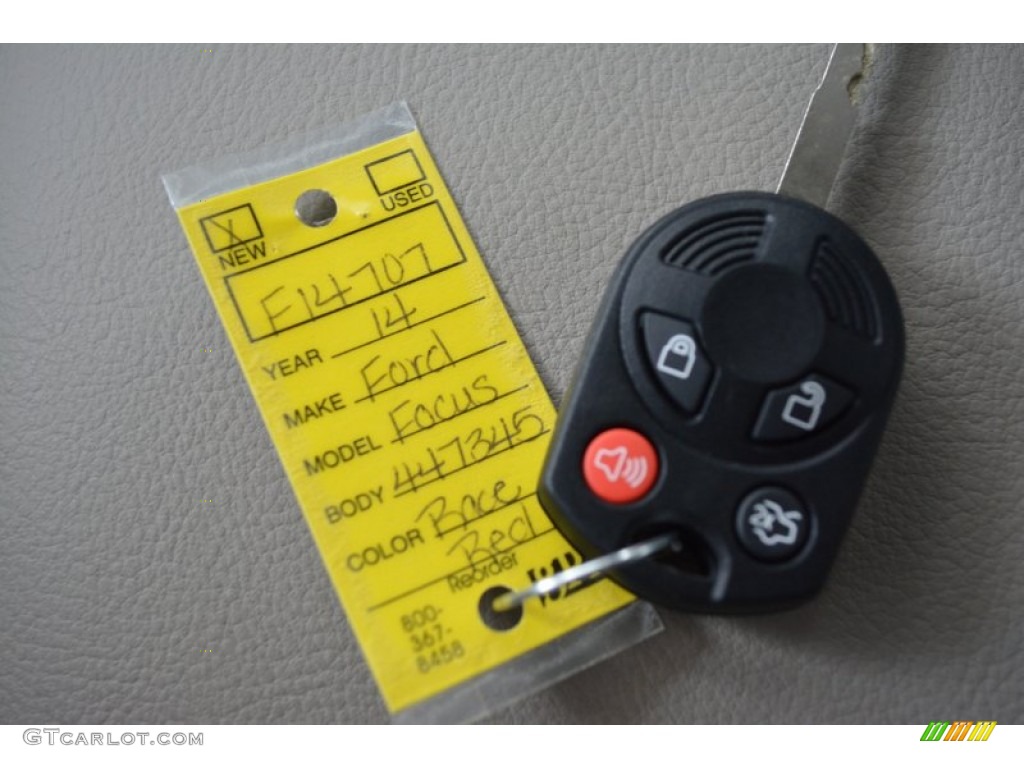 X
NEW USED
F14707
YEAR 14
MAKE Ford
MODEL Focus
BODY 447345
COLOR Race
Red
Reorder
800-
367-
8458
GTCARLOT.COM